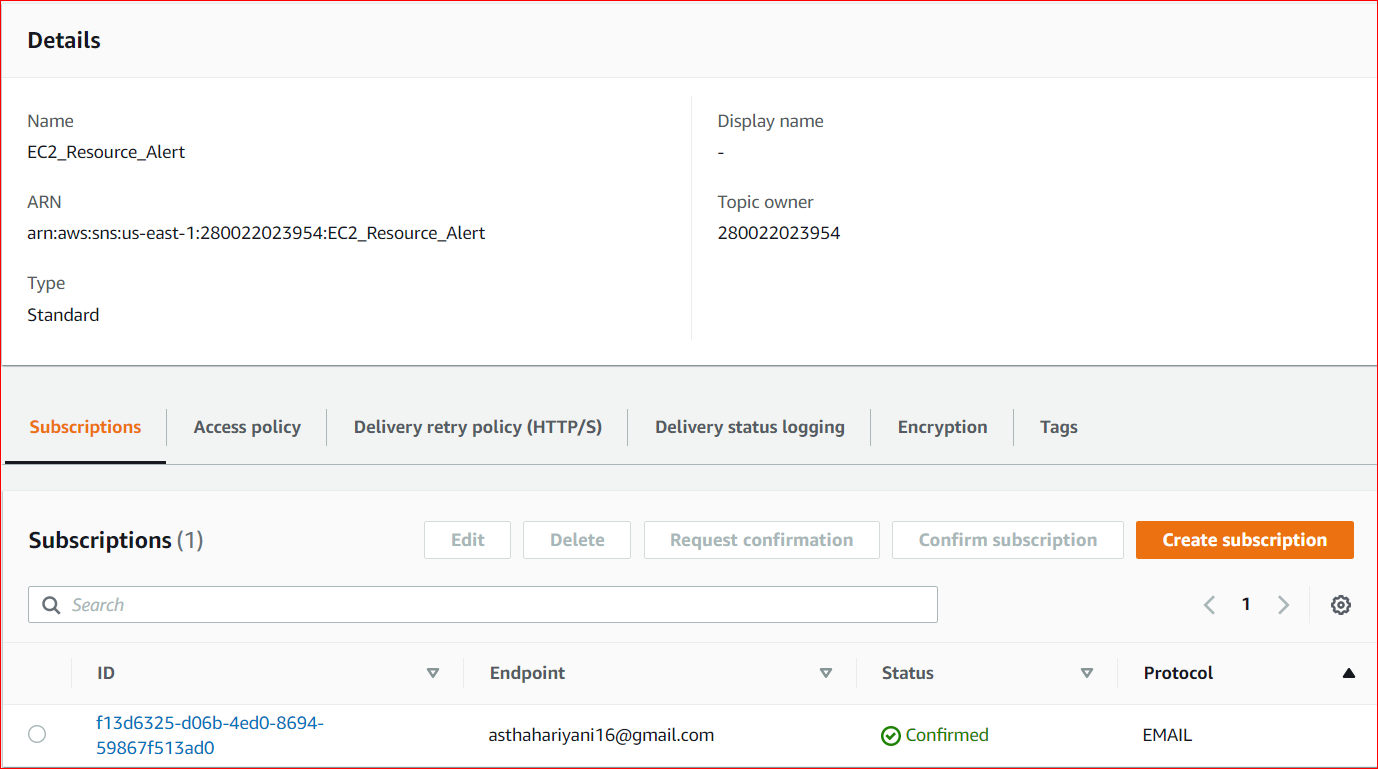 Details
Name
EC2_Resource_Alert
Display name
-
ARN
arn:aws:sns:us-east-1:280022023954:EC2_Resource_Alert
Topic owner
280022023954
Type
Standard
Subscriptions Access policy Delivery retry policy (HTTP/S) Delivery status logging Encryption Tags
Subscriptions (1) Edit Delete Request confirmation Confirm subscription Create subscription
Search 1
ID Endpoint Status Protocol
f13d6325-d06b-4ed0-8694-
59867f513ad0 asthahariyani16@gmail.com Confirmed EMAIL